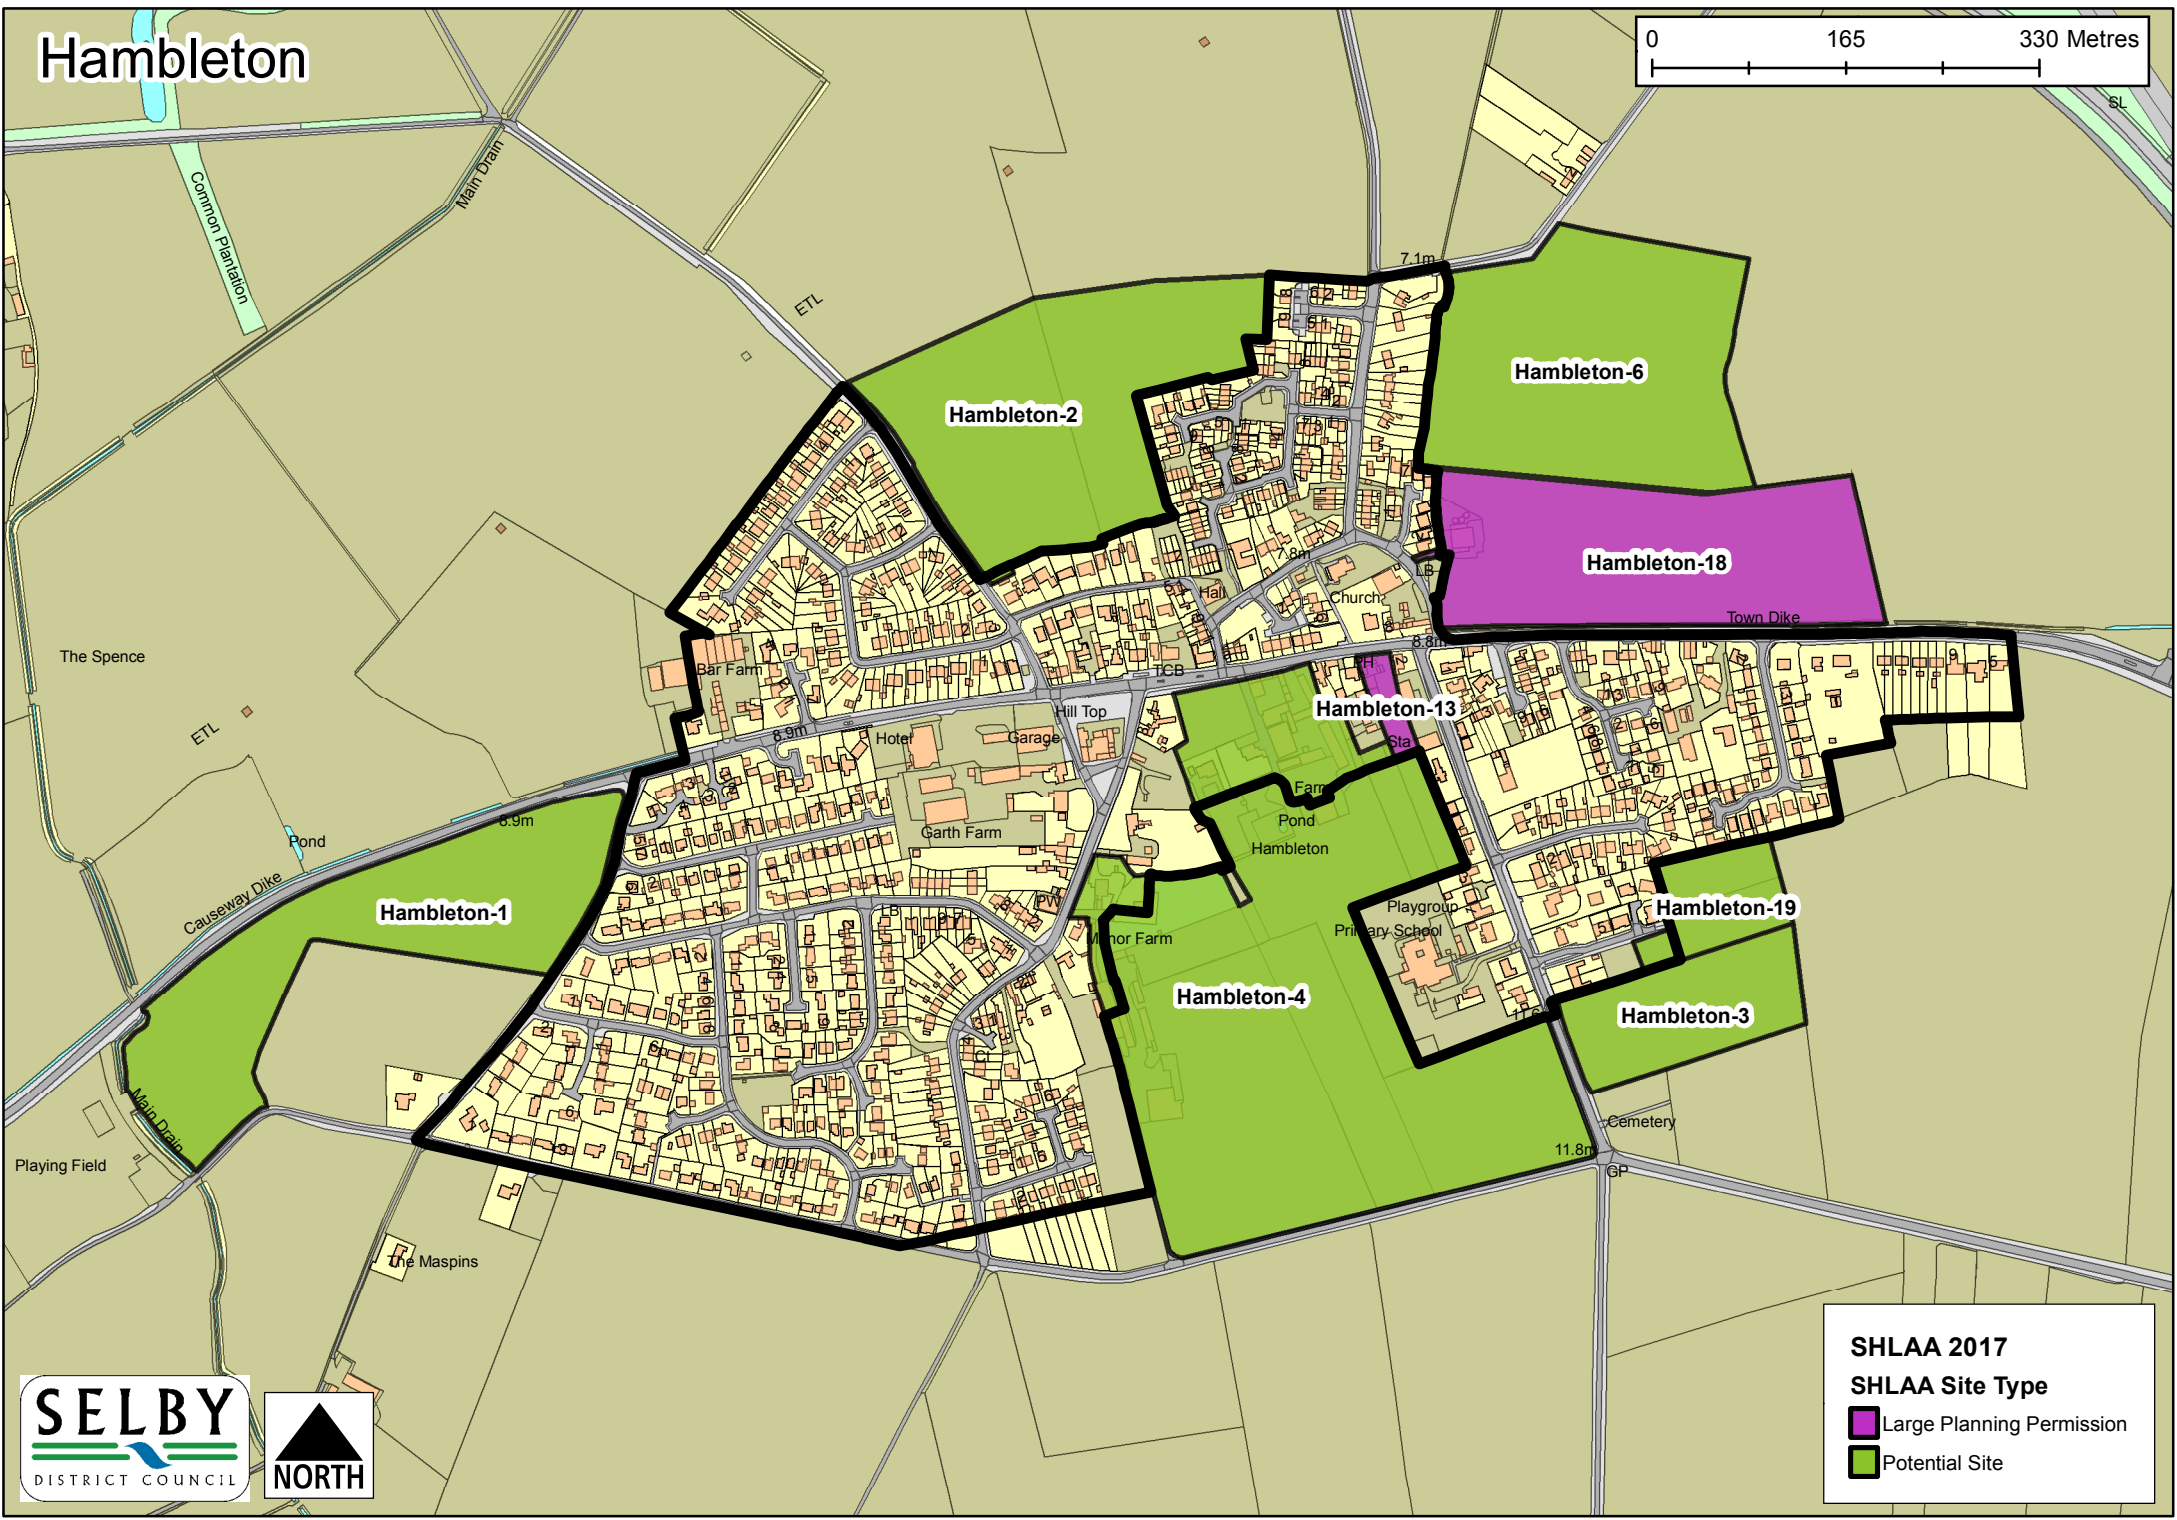 Hambleton
0 165 330 Metres
SL
Common Plantation
Main Drain
7.1m
ETL
Hambleton-6
Hambleton-2
7.8m
LB
Hambleton-18
Hall
Church
Town Dike
The Spence
Bar Farm
TCB
PH
8.8m
Hill Top
Hambleton-13
ETL
8.9m
Hotel
Garage
Sta
Farm
8.9m
Pond
Garth Farm
Pond
Hambleton
Causeway Dike
Hambleton-1
LB
PW
Playgroup
Hambleton-19
Manor Farm
Primary School
Hambleton-4
Hambleton-3
Ct
Main Drain
Cemetery
11.8m
GP
Playing Field
The Maspins
SHLAA 2017
SHLAA Site Type
Large Planning Permission
Potential Site
SELBY
DISTRICT COUNCIL
NORTH